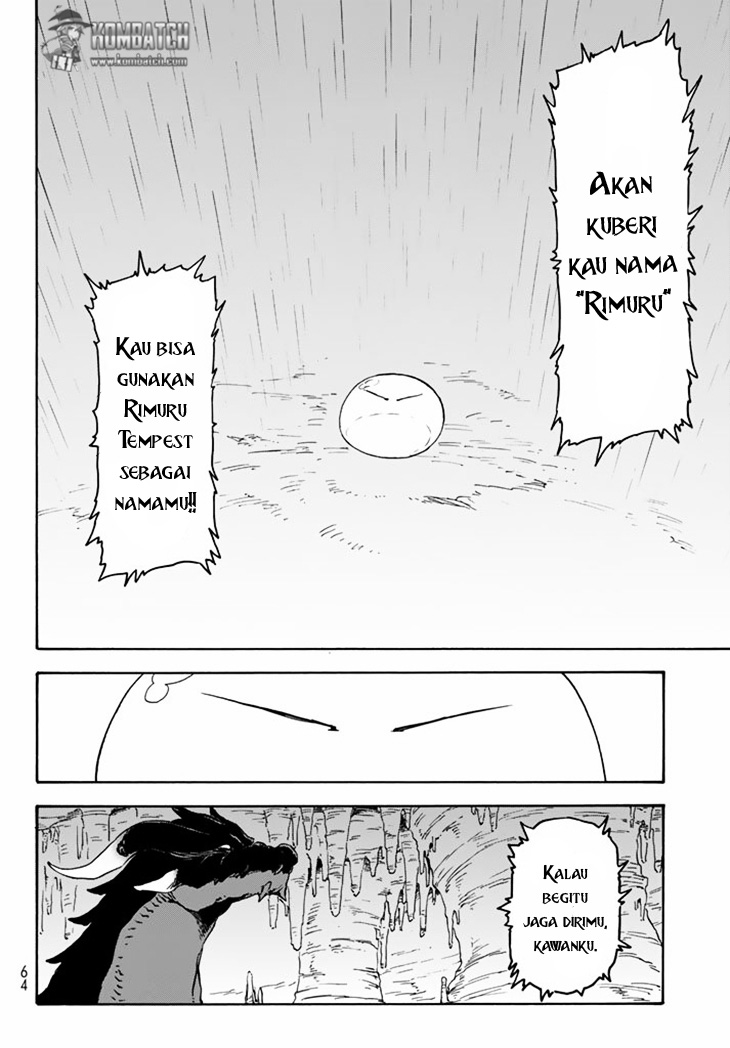 KOMBATCH
www.kombatch.com
Akan
kuberi
kau nama
"Rimuru"
Kau bisa
gunakan
Rimuru
Tempest
sebagai
namamu!!
Kalau
begitu
jaga dirimu,
kawanku.
64